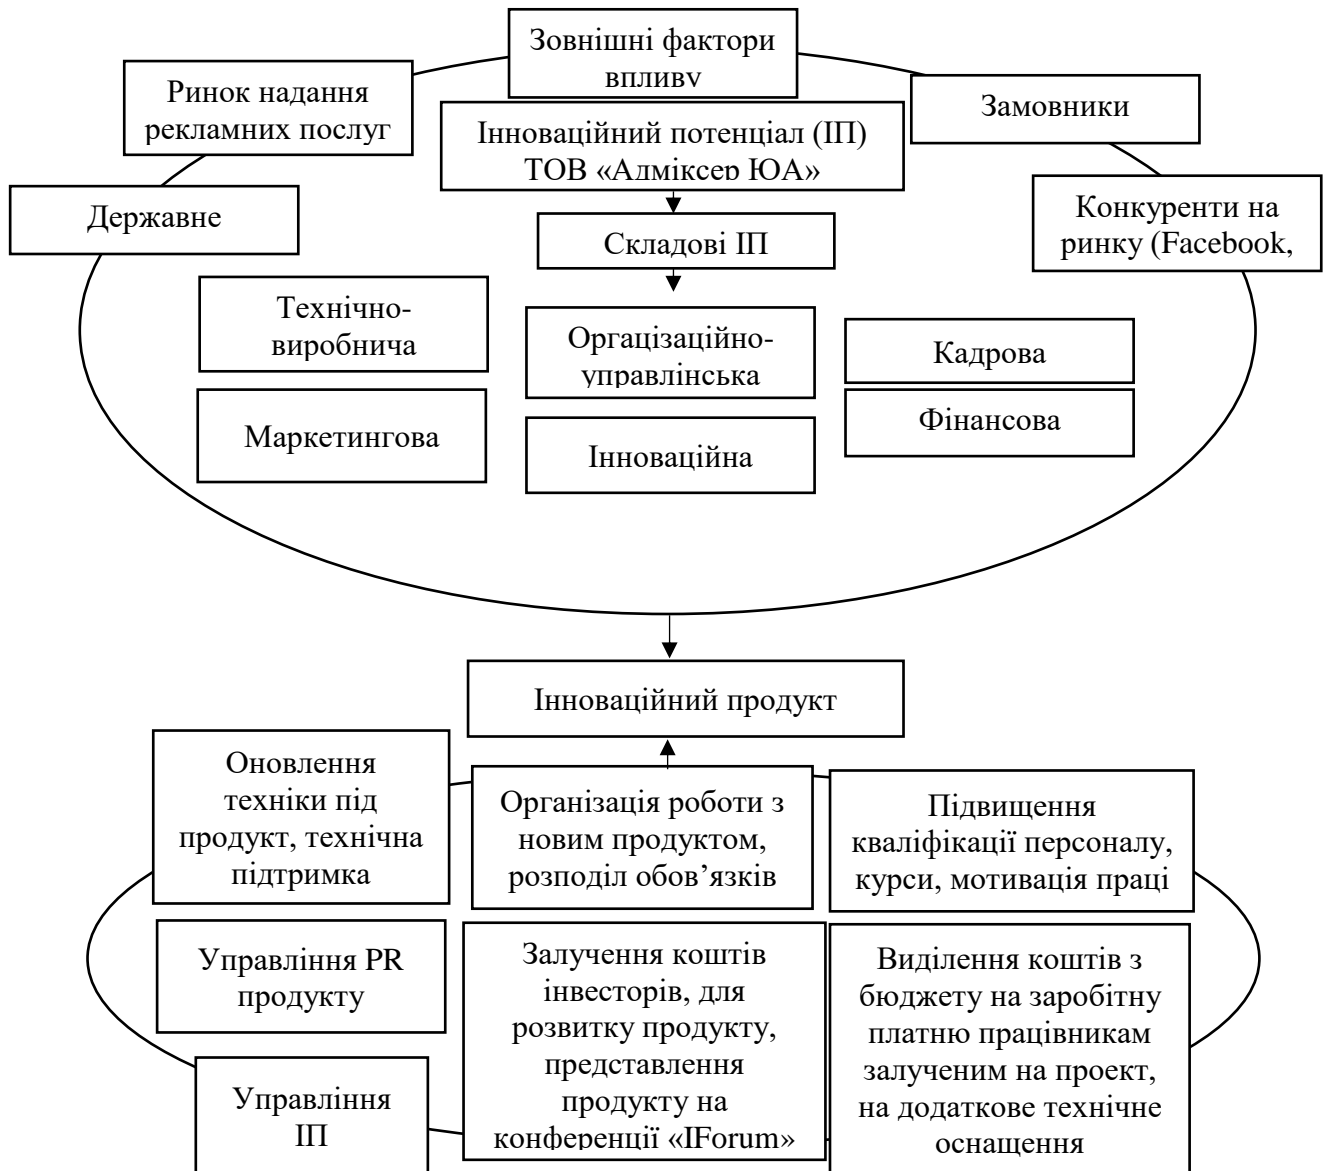 Зовнішні фактори
впливу
Ринок надання
рекламних послуг
Замовники
Інноваційний потенціал (ІП)
ТОВ «Адміксер ЮА»
Державне
Конкуренти на
ринку (Facebook,
Складові ІП
Технічно-
виробнича
Оргацізаційно-
управлінська
Кадрова
Маркетингова
Інноваційна
Фінансова
Інноваційний продукт
Оновлення
техніки під
продукт, технічна
підтримка
Організація роботи з
новим продуктом,
розподіл обов’язків
Підвищення
кваліфікації персоналу,
курси, мотивація праці
Управління PR
продукту
Залучення коштів
інвесторів, для
розвитку продукту,
представлення
продукту на
конференції «IForum»
Виділення коштів з
бюджету на заробітну
платню працівникам
залученим на проект,
на додаткове технічне
оснащення
Управління
ІП